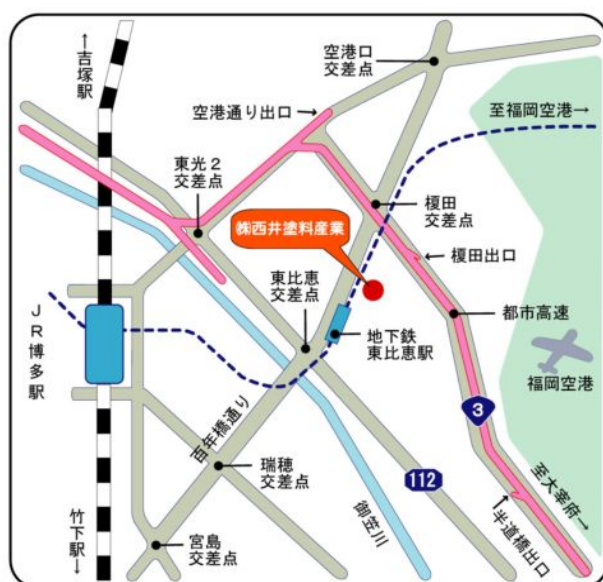 ←吉塚駅
空港口
交差点
空港通り出口→
至福岡空港→
東光2
交差点
榎田
交差点
㈱西井塗料産業
榎田出口
東比恵
交差点
都市高速
地下鉄
東比恵駅
JR博多駅
福岡空港
3
百年橋通り
瑞穂
交差点
112
御笠川
半道橋出口→
至大宰府→
宮島
交差点
竹下駅→